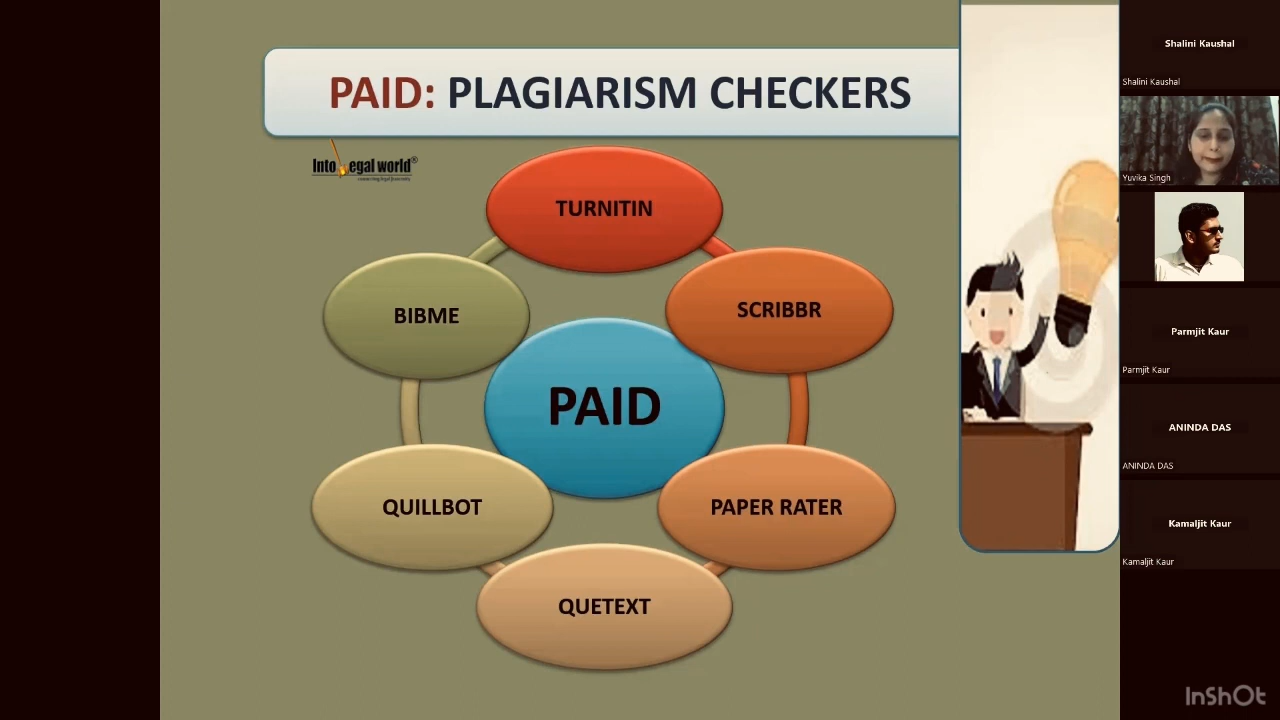 PAID: PLAGIARISM CHECKERS
Into egal world®
TURNITIN
BIBME
SCRIBBR
PAID
QUILLBOT
PAPER RATER
QUETEXT
Shalini Kaushal
Shalini Kaushal
Yuvika Singh
Parmjit Kaur
Parmjit Kaur
ANINDA DAS
ANINDA DAS
Kamaljit Kaur
Kamaljit Kaur
InShOt